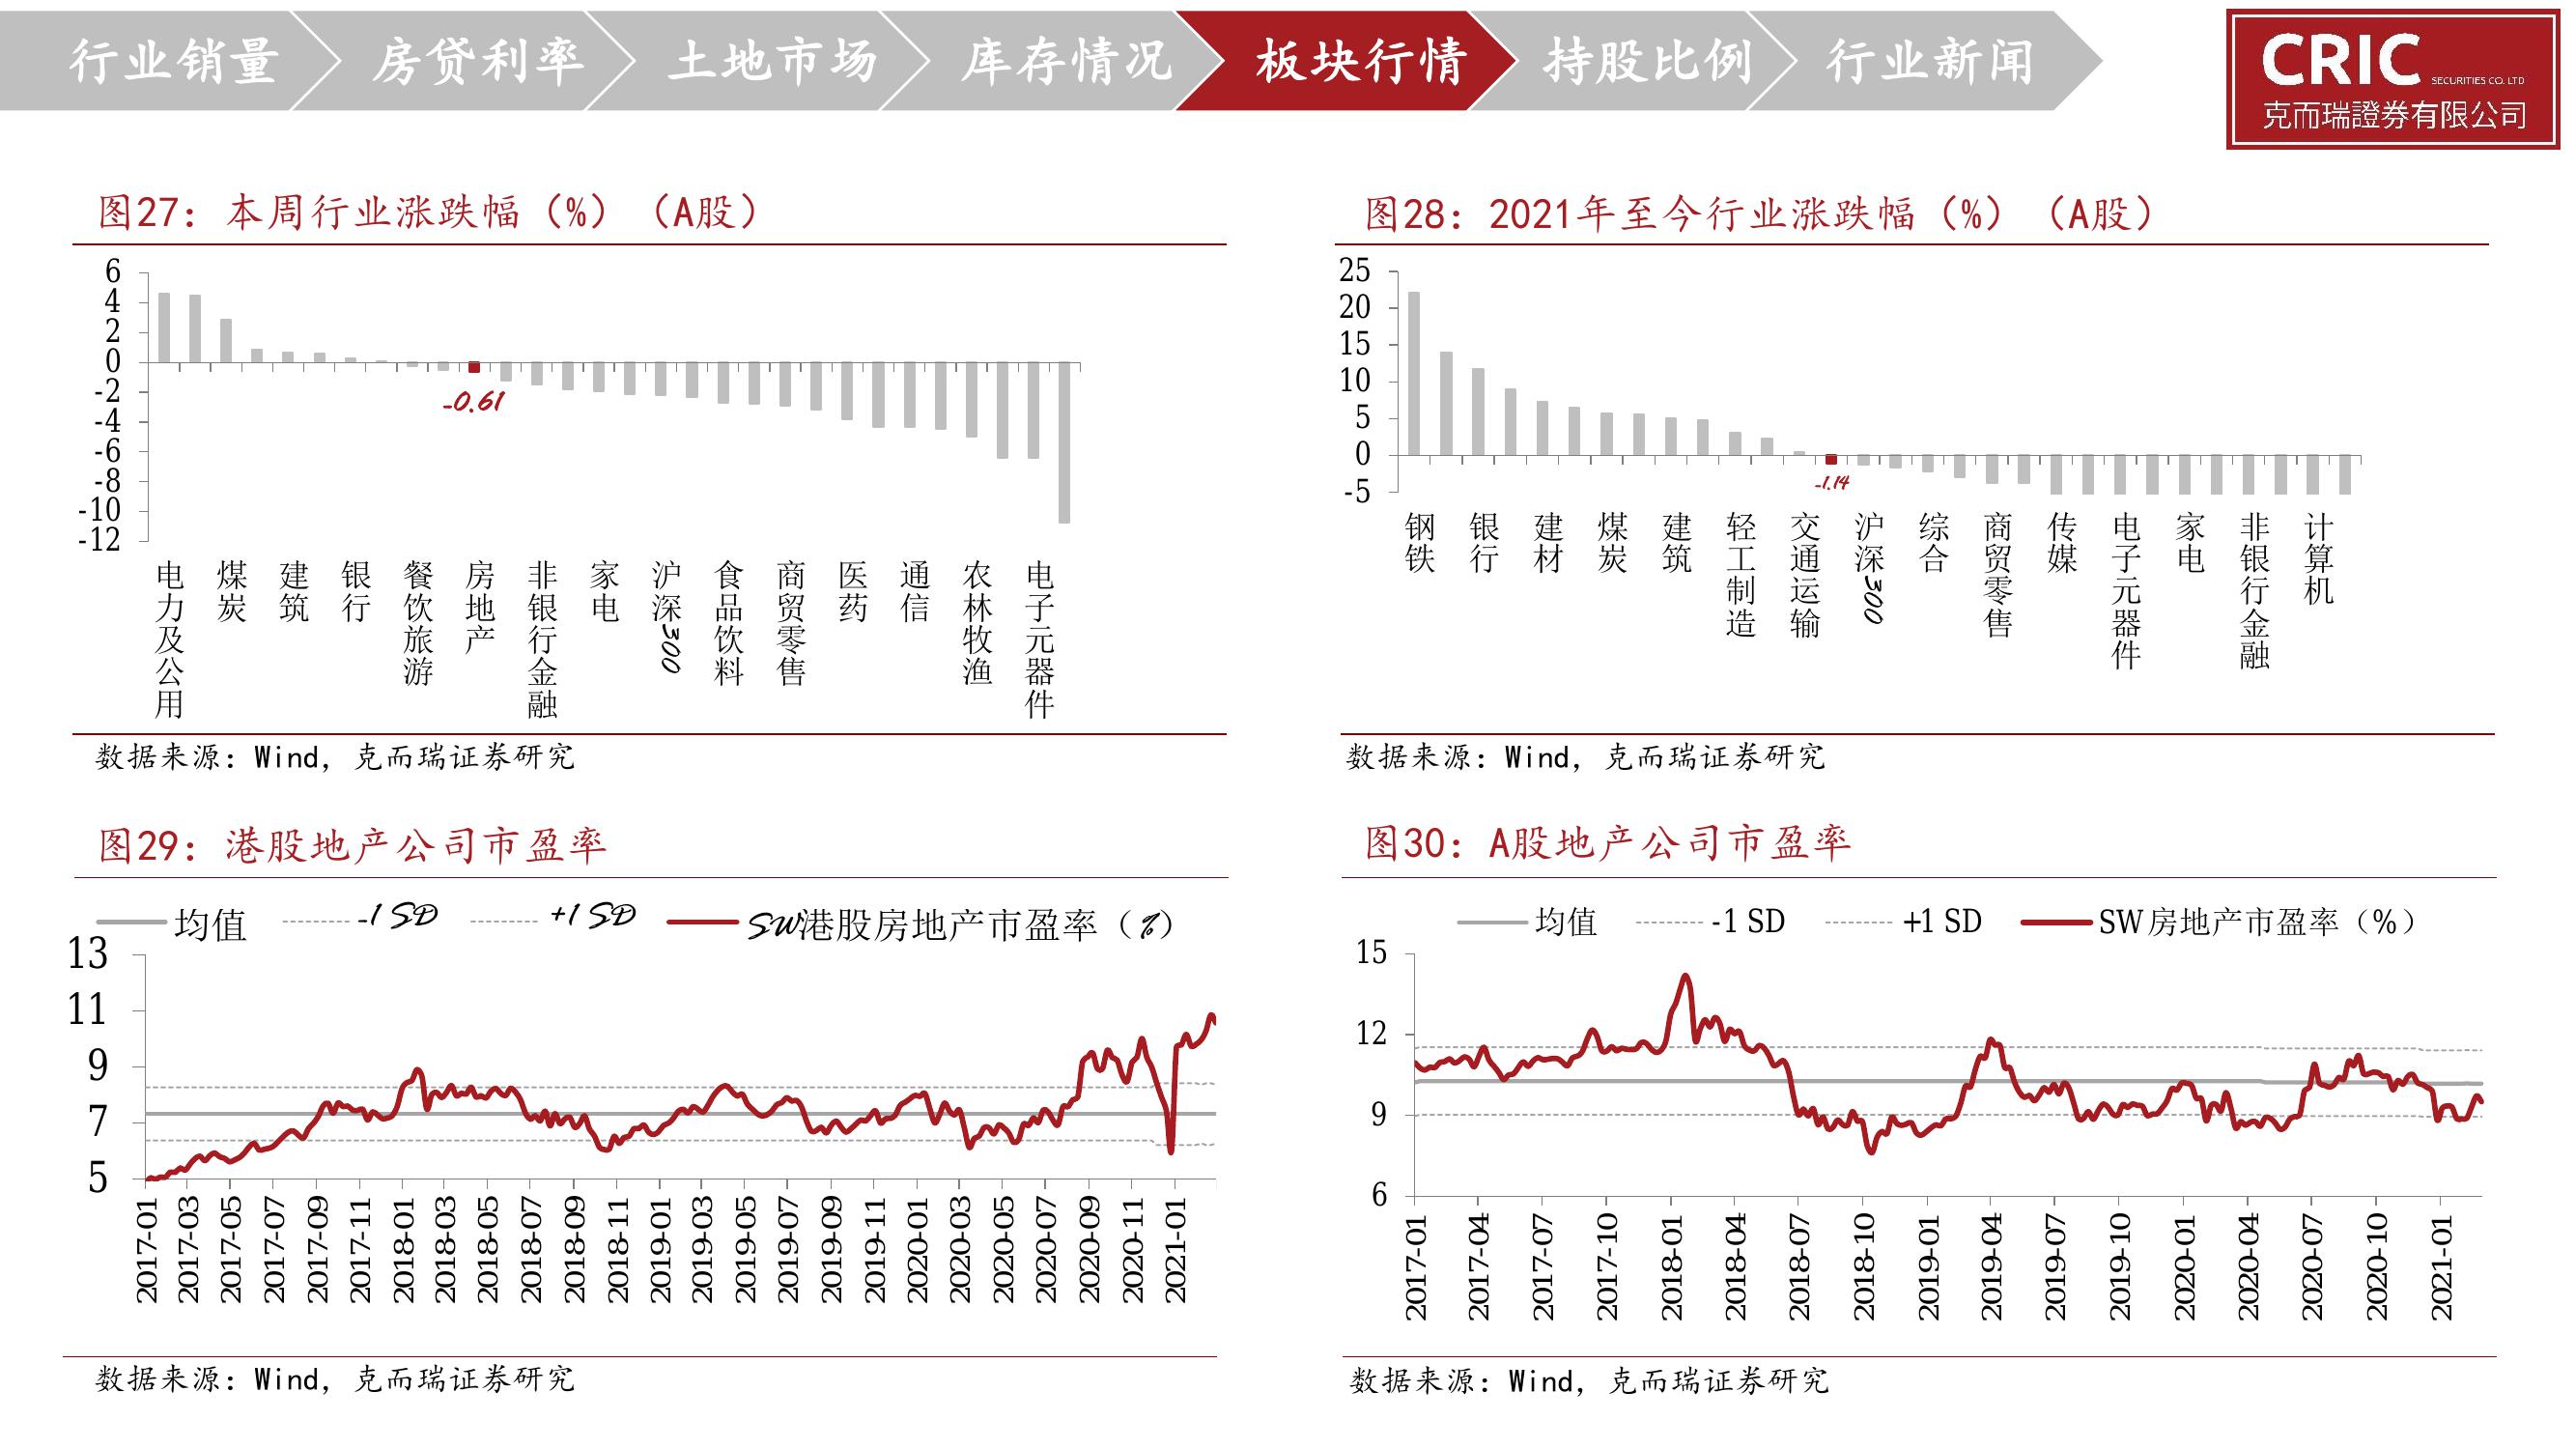 行业销量 房贷利率 土地市场 库存情况 板块行情 持股比例 行业新闻
CRIC SECURITIES CO. LTD
克而瑞證券有限公司
图27：本周行业涨跌幅（%）（A股）
6
4
2
0
-2
-4
-6
-8
-10
-12
-0.61
电力及公用 煤炭 建筑 银行 餐饮旅游 房地产 非银行金融 家电 沪深300 食品饮料 商贸零售 医药 通信 农林牧渔 电子元器件
数据来源：Wind，克而瑞证券研究
图28：2021年至今行业涨跌幅（%）（A股）
25
20
15
10
5
0
-5
-1.14
钢铁 银行 建材 煤炭 建筑 轻工制造 交通运输 沪深300 综合 商贸零售 传媒 电子元器件 家电 非银行金融 计算机
数据来源：Wind，克而瑞证券研究
图29：港股地产公司市盈率
均值 -1 SD +1 SD SW港股房地产市盈率（%）
13
11
9
7
5
2017-01 2017-03 2017-05 2017-07 2017-09 2017-11 2018-01 2018-03 2018-05 2018-07 2018-09 2018-11 2019-01 2019-03 2019-05 2019-07 2019-09 2019-11 2020-01 2020-03 2020-05 2020-07 2020-09 2020-11 2021-01
数据来源：Wind，克而瑞证券研究
图30：A股地产公司市盈率
均值 -1 SD +1 SD SW房地产市盈率（%）
15
12
9
6
2017-01 2017-04 2017-07 2017-10 2018-01 2018-04 2018-07 2018-10 2019-01 2019-04 2019-07 2019-10 2020-01 2020-04 2020-07 2020-10 2021-01
数据来源：Wind，克而瑞证券研究